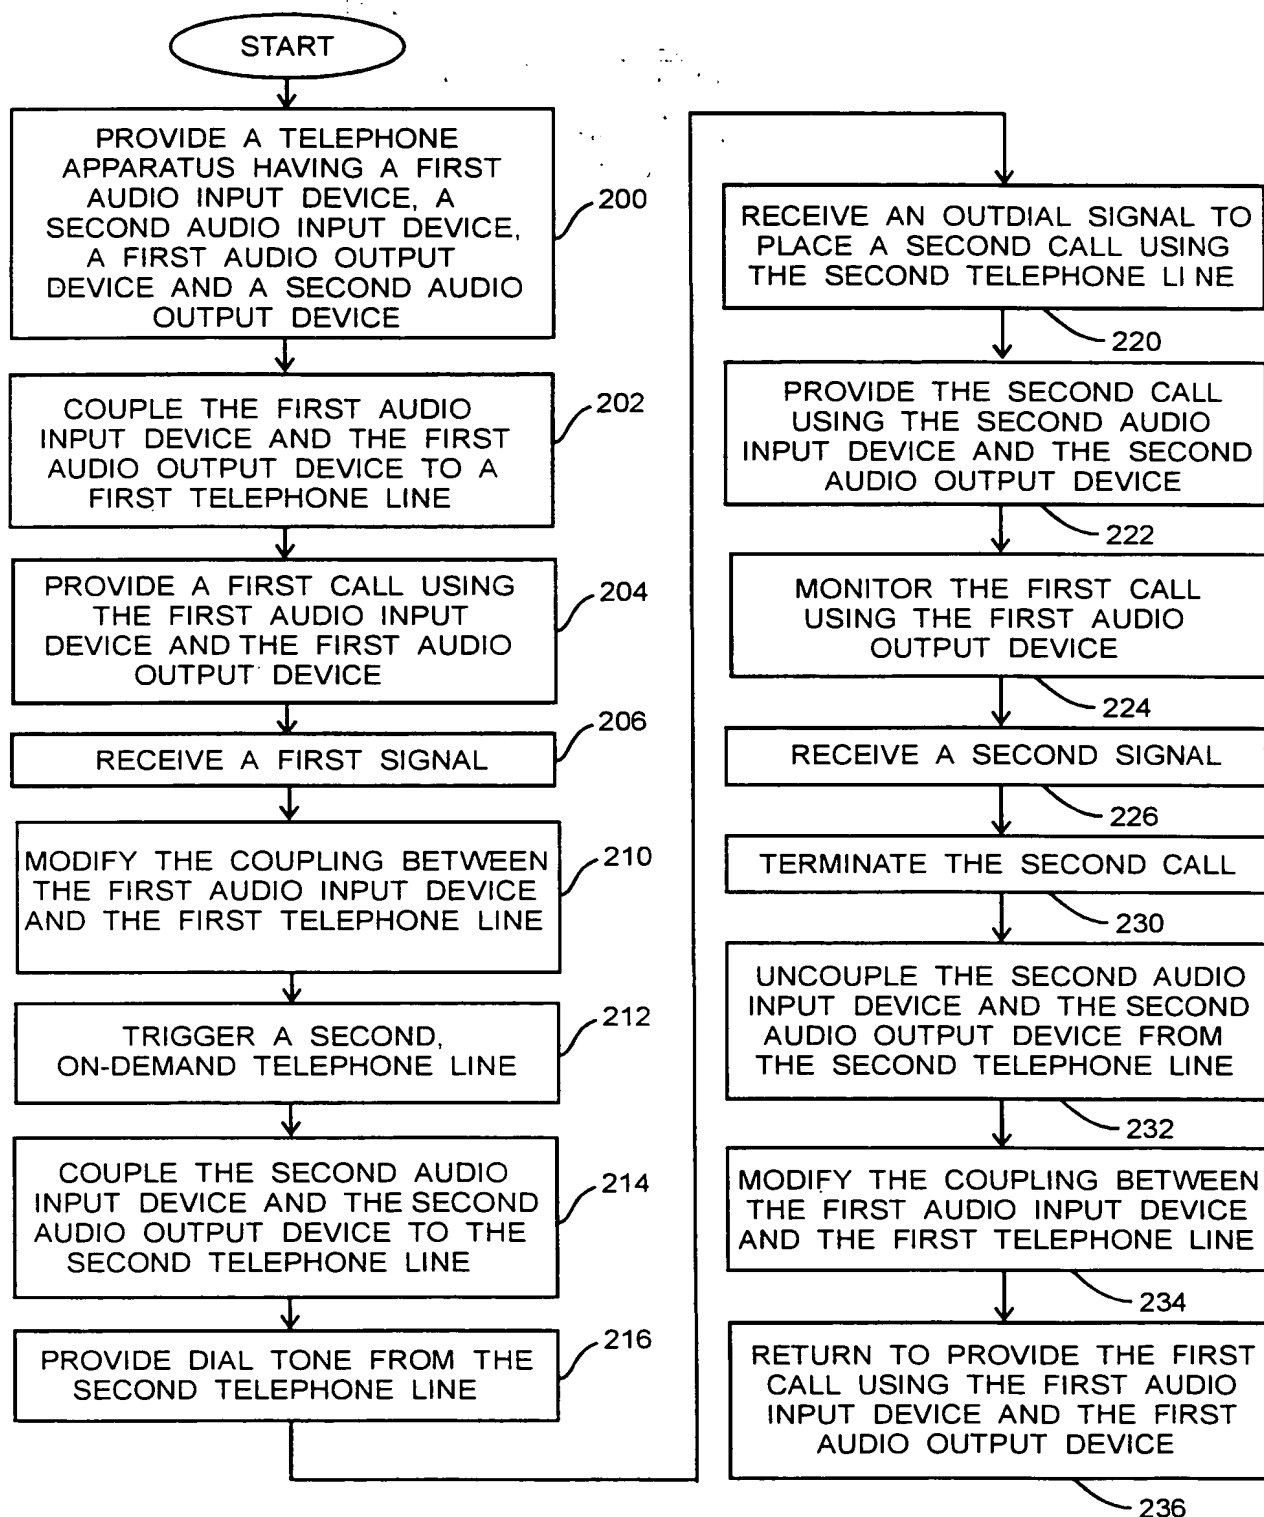 START
PROVIDE A TELEPHONE
APPARATUS HAVING A FIRST
AUDIO INPUT DEVICE, A
SECOND AUDIO INPUT DEVICE,
A FIRST AUDIO OUTPUT
DEVICE AND A SECOND AUDIO
OUTPUT DEVICE
200
COUPLE THE FIRST AUDIO
INPUT DEVICE AND THE FIRST
AUDIO OUTPUT DEVICE TO A
FIRST TELEPHONE LINE
202
PROVIDE A FIRST CALL USING
THE FIRST AUDIO INPUT
DEVICE AND THE FIRST AUDIO
OUTPUT DEVICE
204
RECEIVE A FIRST SIGNAL
206
MODIFY THE COUPLING BETWEEN
THE FIRST AUDIO INPUT DEVICE
AND THE FIRST TELEPHONE LINE
210
TRIGGER A SECOND,
ON-DEMAND TELEPHONE LINE
212
COUPLE THE SECOND AUDIO
INPUT DEVICE AND THE SECOND
AUDIO OUTPUT DEVICE TO THE
SECOND TELEPHONE LINE
214
PROVIDE DIAL TONE FROM THE
SECOND TELEPHONE LINE
216
RECEIVE AN OUTDIAL SIGNAL TO
PLACE A SECOND CALL USING
THE SECOND TELEPHONE LINE
220
PROVIDE THE SECOND CALL
USING THE SECOND AUDIO
INPUT DEVICE AND THE SECOND
AUDIO OUTPUT DEVICE
222
MONITOR THE FIRST CALL
USING THE FIRST AUDIO
OUTPUT DEVICE
224
RECEIVE A SECOND SIGNAL
226
TERMINATE THE SECOND CALL
230
UNCOUPLE THE SECOND AUDIO
INPUT DEVICE AND THE SECOND
AUDIO OUTPUT DEVICE FROM
THE SECOND TELEPHONE LINE
232
MODIFY THE COUPLING BETWEEN
THE FIRST AUDIO INPUT DEVICE
AND THE FIRST TELEPHONE LINE
234
RETURN TO PROVIDE THE FIRST
CALL USING THE FIRST AUDIO
INPUT DEVICE AND THE FIRST
AUDIO OUTPUT DEVICE
236